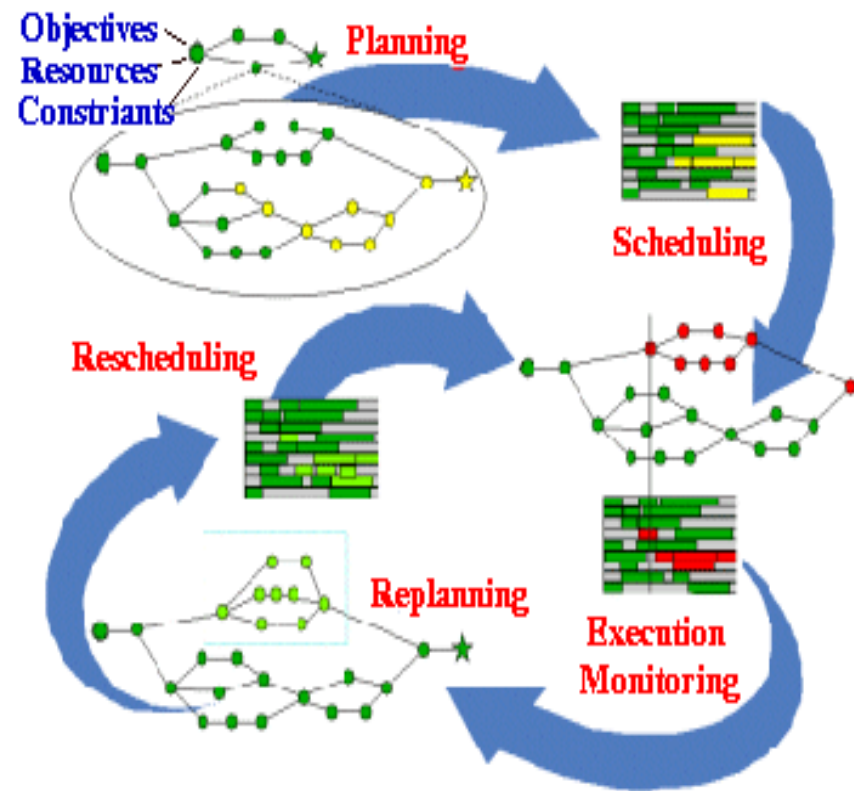 Objectives
Resources
Constriants
Planning
Scheduling
Rescheduling
Replanning
Execution
Monitoring